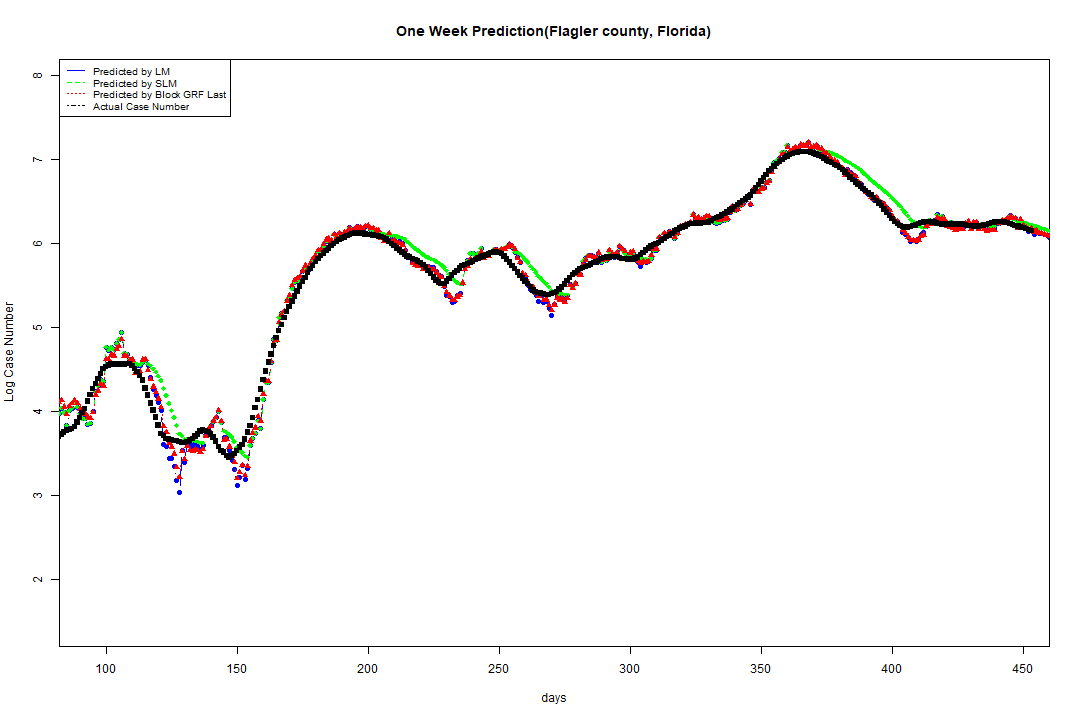 One Week Prediction(Flagler county, Florida)
Predicted by LM
Predicted by SLM
Predicted by Block GRF Last
Actual Case Number
8
7
6
5
4
3
2
Log Case Number
100 150 200 250 300 350 400 450
days